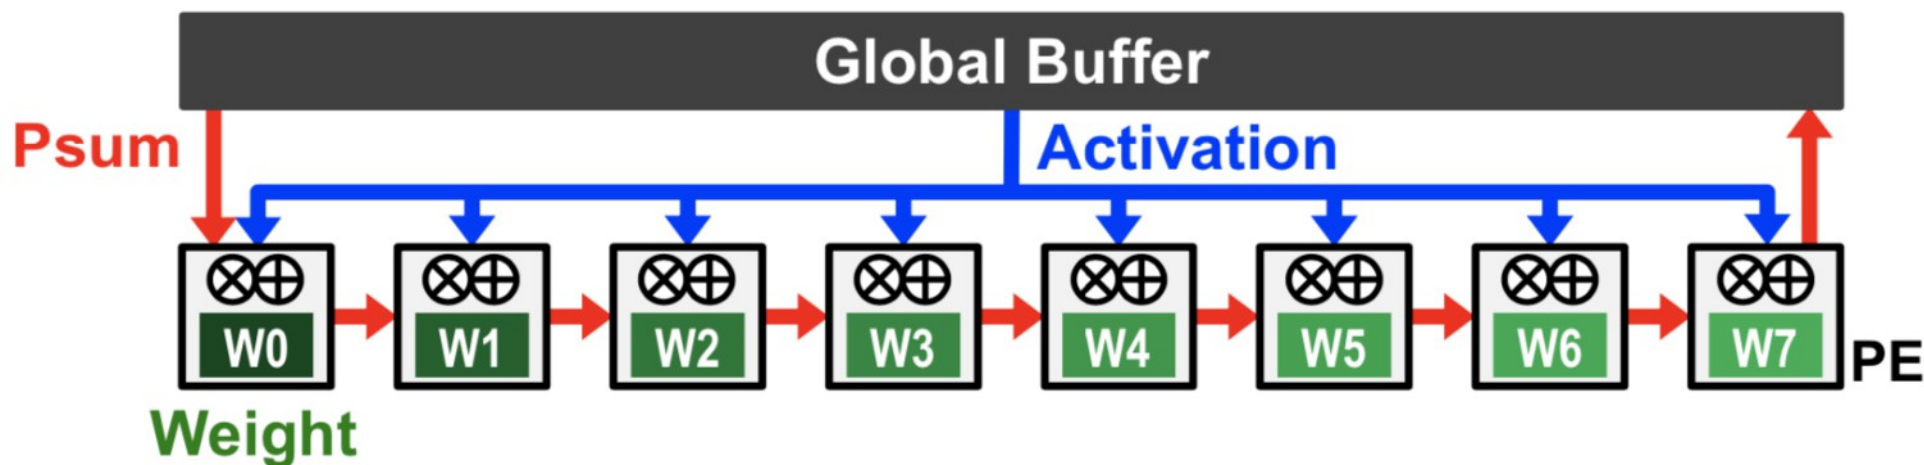 Global Buffer
Psum
Activation
W0 W1 W2 W3 W4 W5 W6 W7
PE
Weight